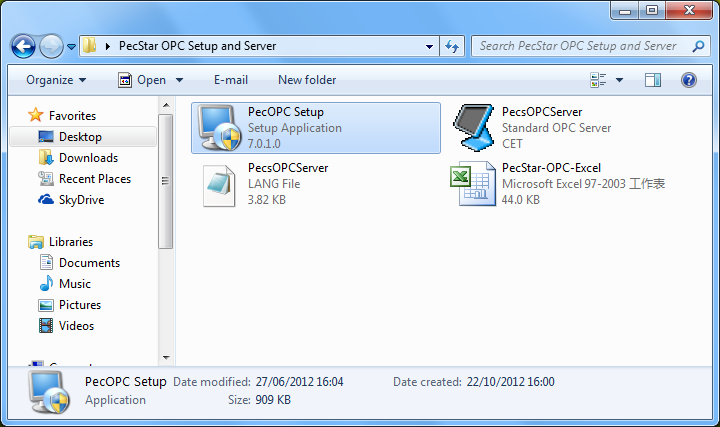 PecStar OPC Setup and Server
Search PecStar OPC Setup and Server
Organize
Open
E-mail
New folder
Favorites
Desktop
Downloads
Recent Places
SkyDrive
Libraries
Documents
Music
Pictures
Videos
PecOPC Setup
Setup Application
7.0.1.0
PecsOPCServer
Standard OPC Server
CET
PecsOPCServer
LANG File
3.82 KB
PecStar-OPC-Excel
Microsoft Excel 97-2003 工作表
44.0 KB
PecOPC Setup Date modified: 27/06/2012 16:04 Date created: 22/10/2012 16:00
Application Size: 909 KB